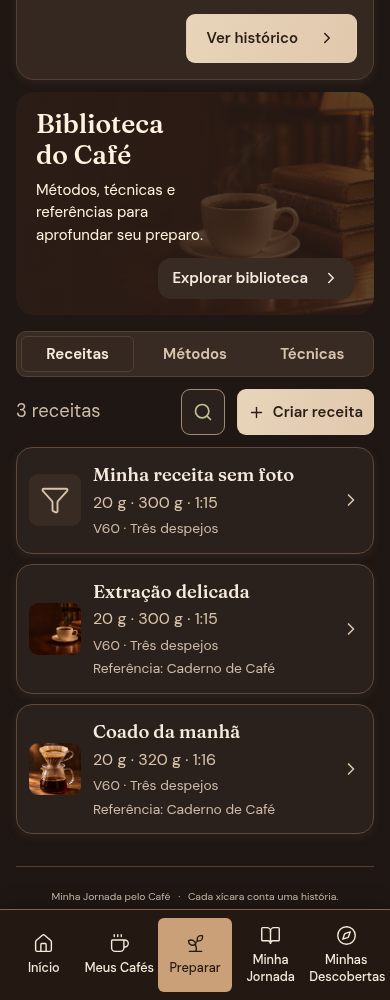 Ver histórico
Biblioteca
do Café
Métodos, técnicas e
referências para
aprofundar seu preparo.
Explorar biblioteca
Receitas
Métodos
Técnicas
3 receitas
+ Criar receita
Minha receita sem foto
20 g · 300 g · 1:15
V60 · Três despejos
Extração delicada
20 g · 300 g · 1:15
V60 · Três despejos
Referência: Caderno de Café
Coado da manhã
20 g · 320 g · 1:16
V60 · Três despejos
Referência: Caderno de Café
Minha Jornada pelo Café · Cada xícara conta uma história.
Início
Meus Cafés
Preparar
Minha
Jornada
Minhas
Descobertas